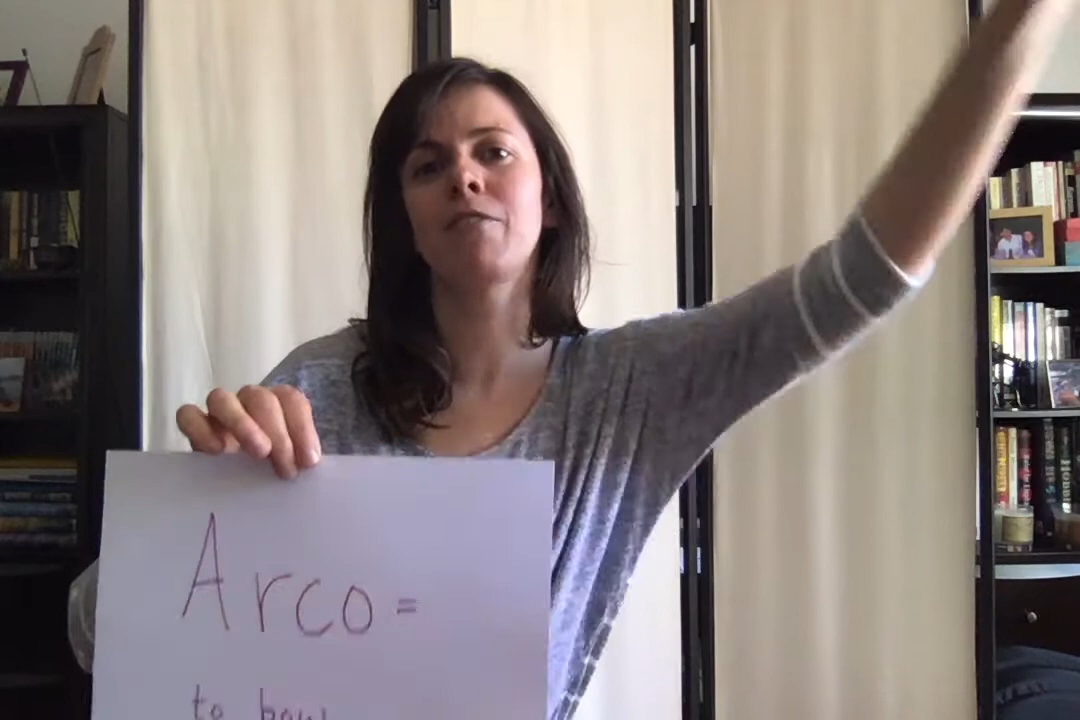 Arco =
to bow